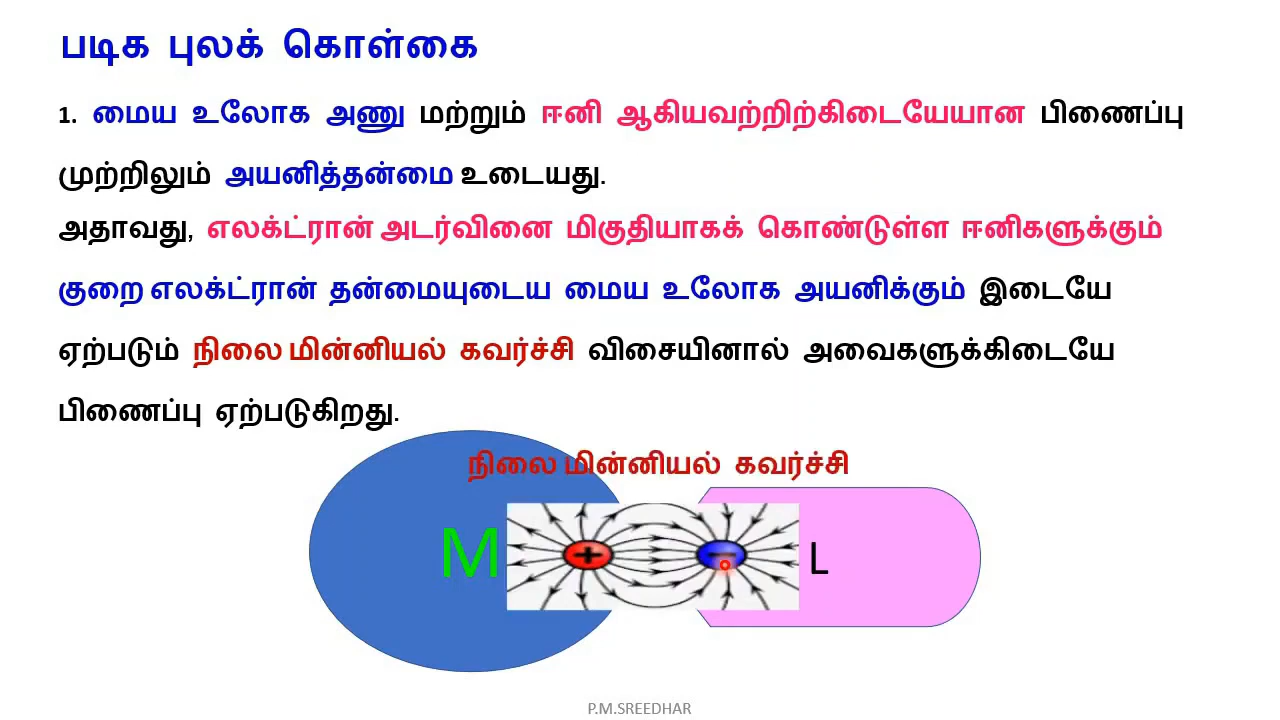 படிக புலக் கொள்கை
1. மைய உலோக அணு மற்றும் ஈனி ஆகியவற்றிற்கிடையேயான பிணைப்பு
முற்றிலும் அயனித்தன்மை உடையது.
அதாவது, எலக்ட்ரான் அடர்வினை மிகுதியாகக் கொண்டுள்ள ஈனிகளுக்கும்
குறை எலக்ட்ரான் தன்மையுடைய மைய உலோக அயனிக்கும் இடையே
ஏற்படும் நிலை மின்னியல் கவர்ச்சி விசையினால் அவைகளுக்கிடையே
பிணைப்பு ஏற்படுகிறது.
நிலை மின்னியல் கவர்ச்சி
M + − L
P.M.SREEDHAR